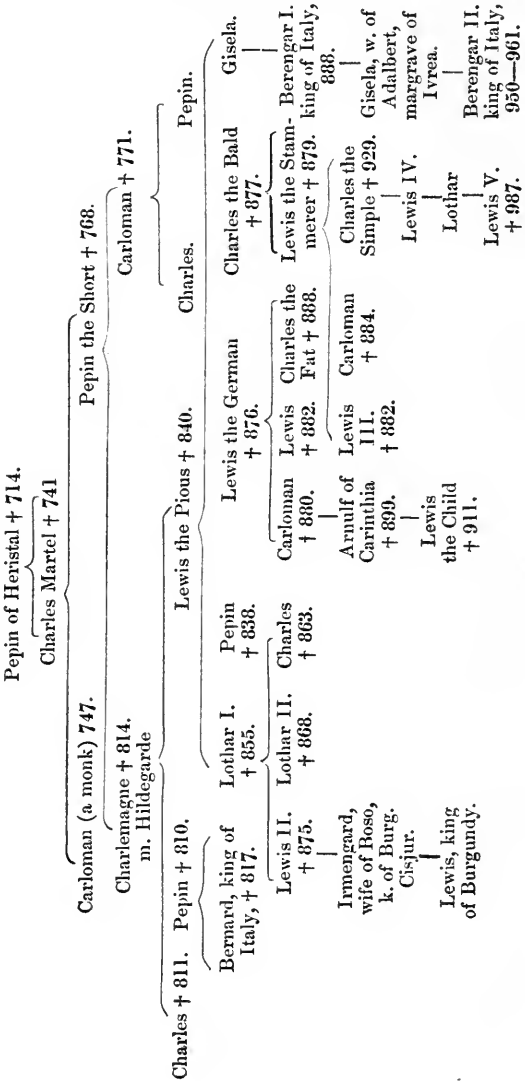 Pepin of Heristal † 714.
Charles Martel † 741
Carloman (a monk) 747.
Pepin the Short † 768.
Charlemagne † 814.
m. Hildegarde
Carloman † 771.
Charles † 811.
Pepin † 810.
Lewis the Pious † 840.
Charles.
Pepin.
Bernard, king of
Italy, † 817.
Lothar I.
† 855.
Pepin
† 838.
Lewis the German
† 876.
Charles the Bald
† 877.
Gisela.
Lewis II.
† 875.
Lothar II.
† 868.
Charles
† 863.
Carloman
† 880.
Lewis
† 882.
Charles the
Fat † 888.
Lewis the Stam-
merer † 879.
Berengar I.
king of Italy,
888.
Irmengard,
wife of Boso,
k. of Burg.
Cisjur.
Arnulf of
Carinthia
† 899.
Lewis
III.
† 882.
Carloman
† 884.
Charles the
Simple † 929.
Gisela, w. of
Adalbert,
margrave of
Ivrea.
Lewis, king
of Burgundy.
Lewis
the Child
† 911.
Lewis IV.
Lothar
Lewis V.
† 987.
Berengar II.
king of Italy,
950—961.